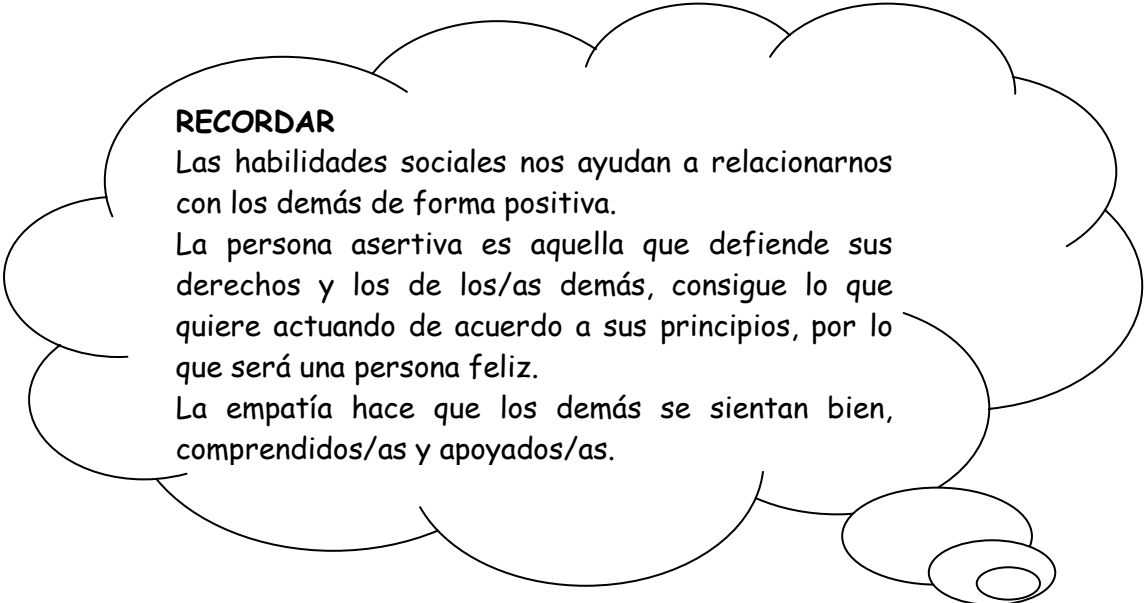 RECORDAR
Las habilidades sociales nos ayudan a relacionarnos
con los demás de forma positiva.
La persona asertiva es aquella que defiende sus
derechos y los de los/as demás, consigue lo que
quiere actuando de acuerdo a sus principios, por lo
que será una persona feliz.
La empatía hace que los demás se sientan bien,
comprendidos/as y apoyados/as.